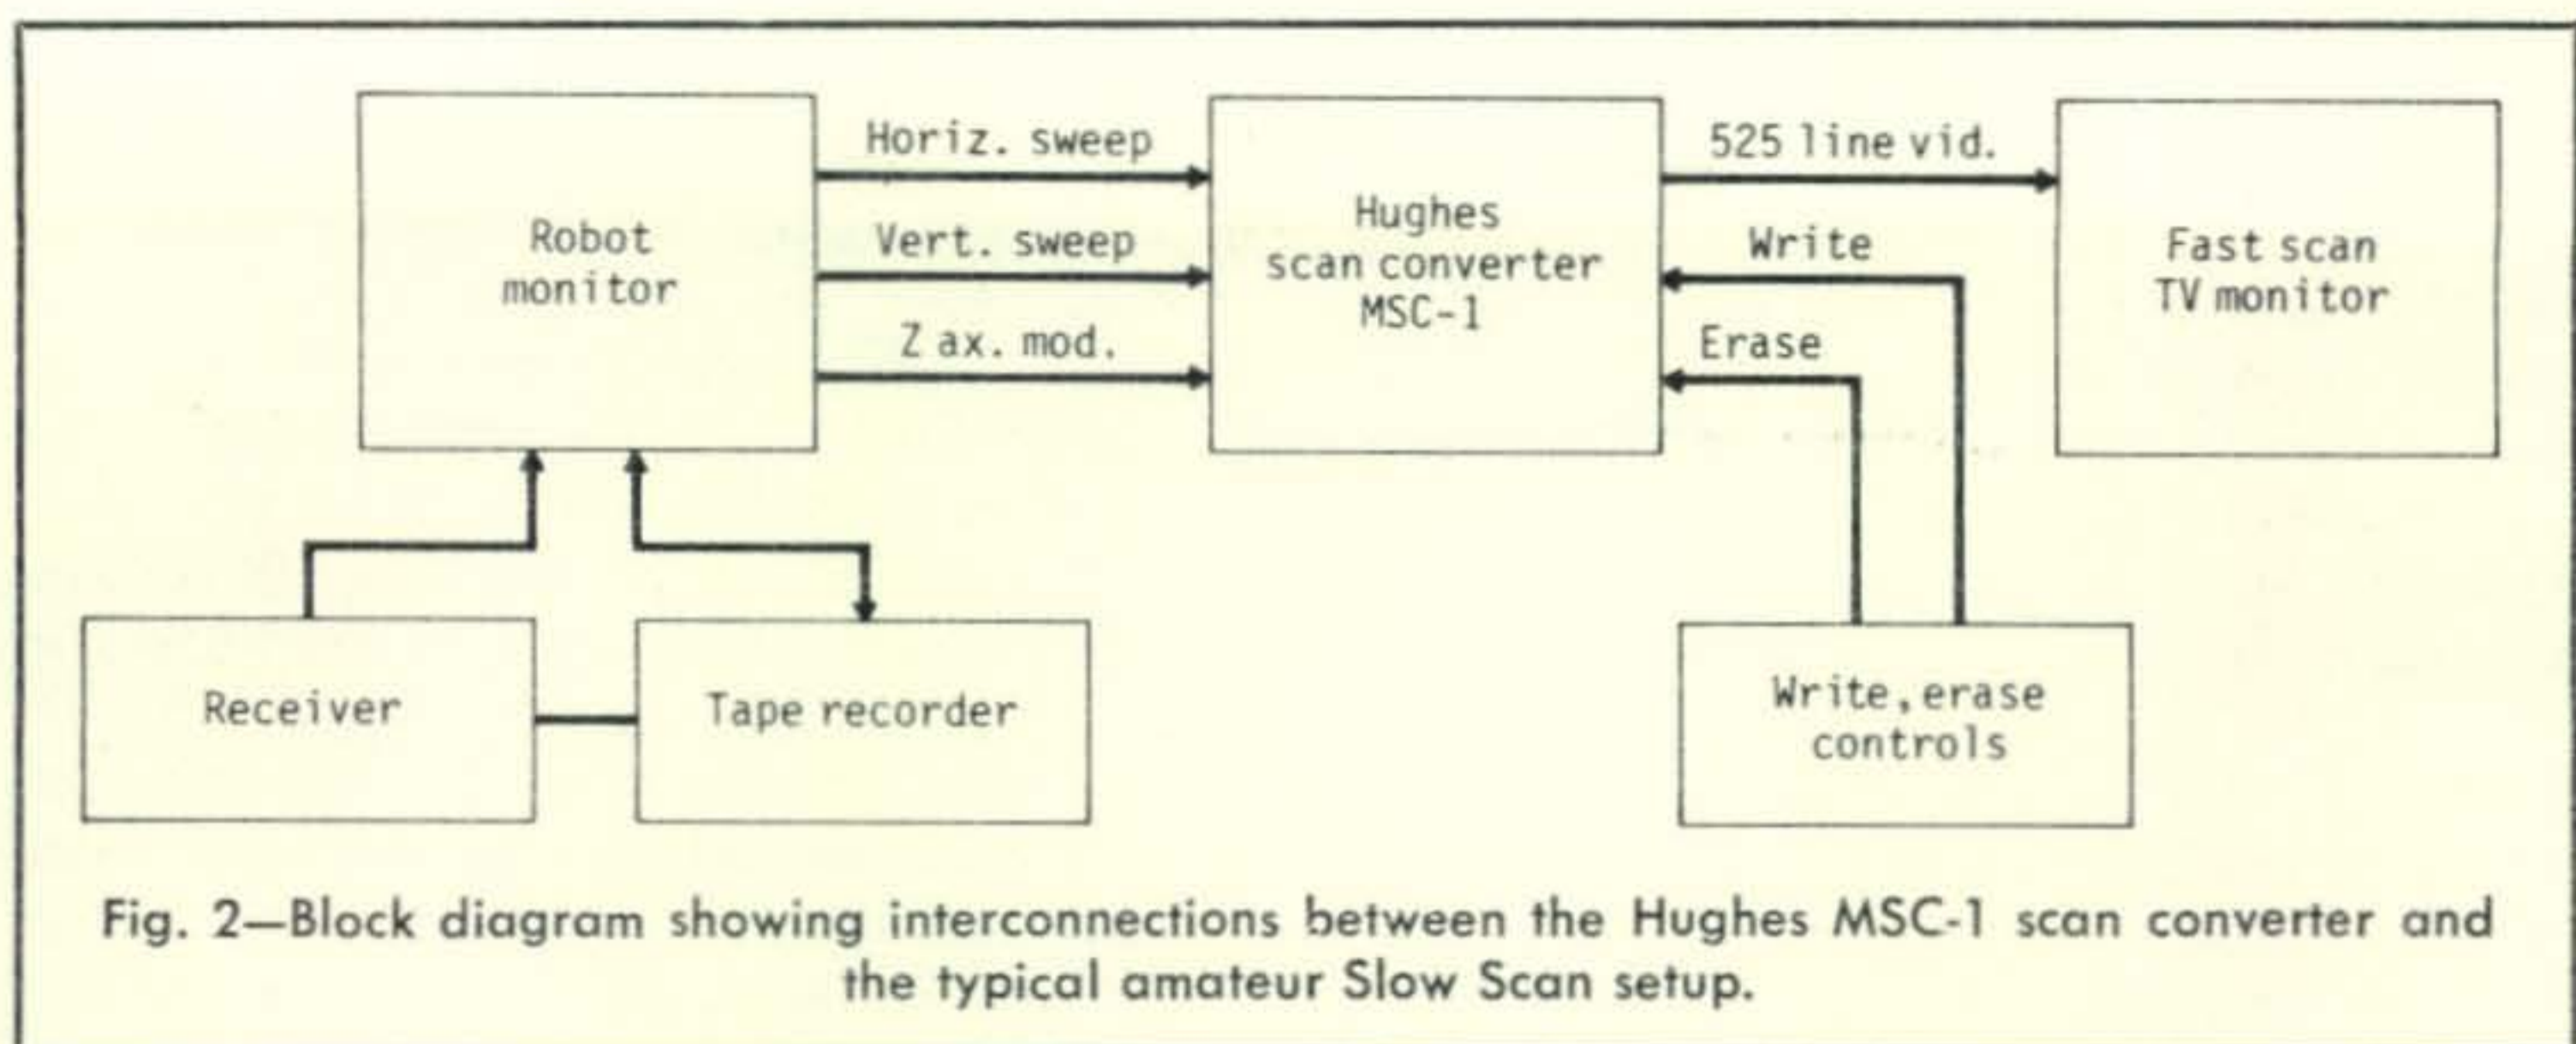 Robot
monitor
Horiz. sweep
Vert. sweep
Z ax. mod.
Hughes
scan converter
MSC-1
525 line vid.
Write
Erase
Fast scan
TV monitor
Receiver
Tape recorder
Write, erase
controls
Fig. 2—Block diagram showing interconnections between the Hughes MSC-1 scan converter and
the typical amateur Slow Scan setup.